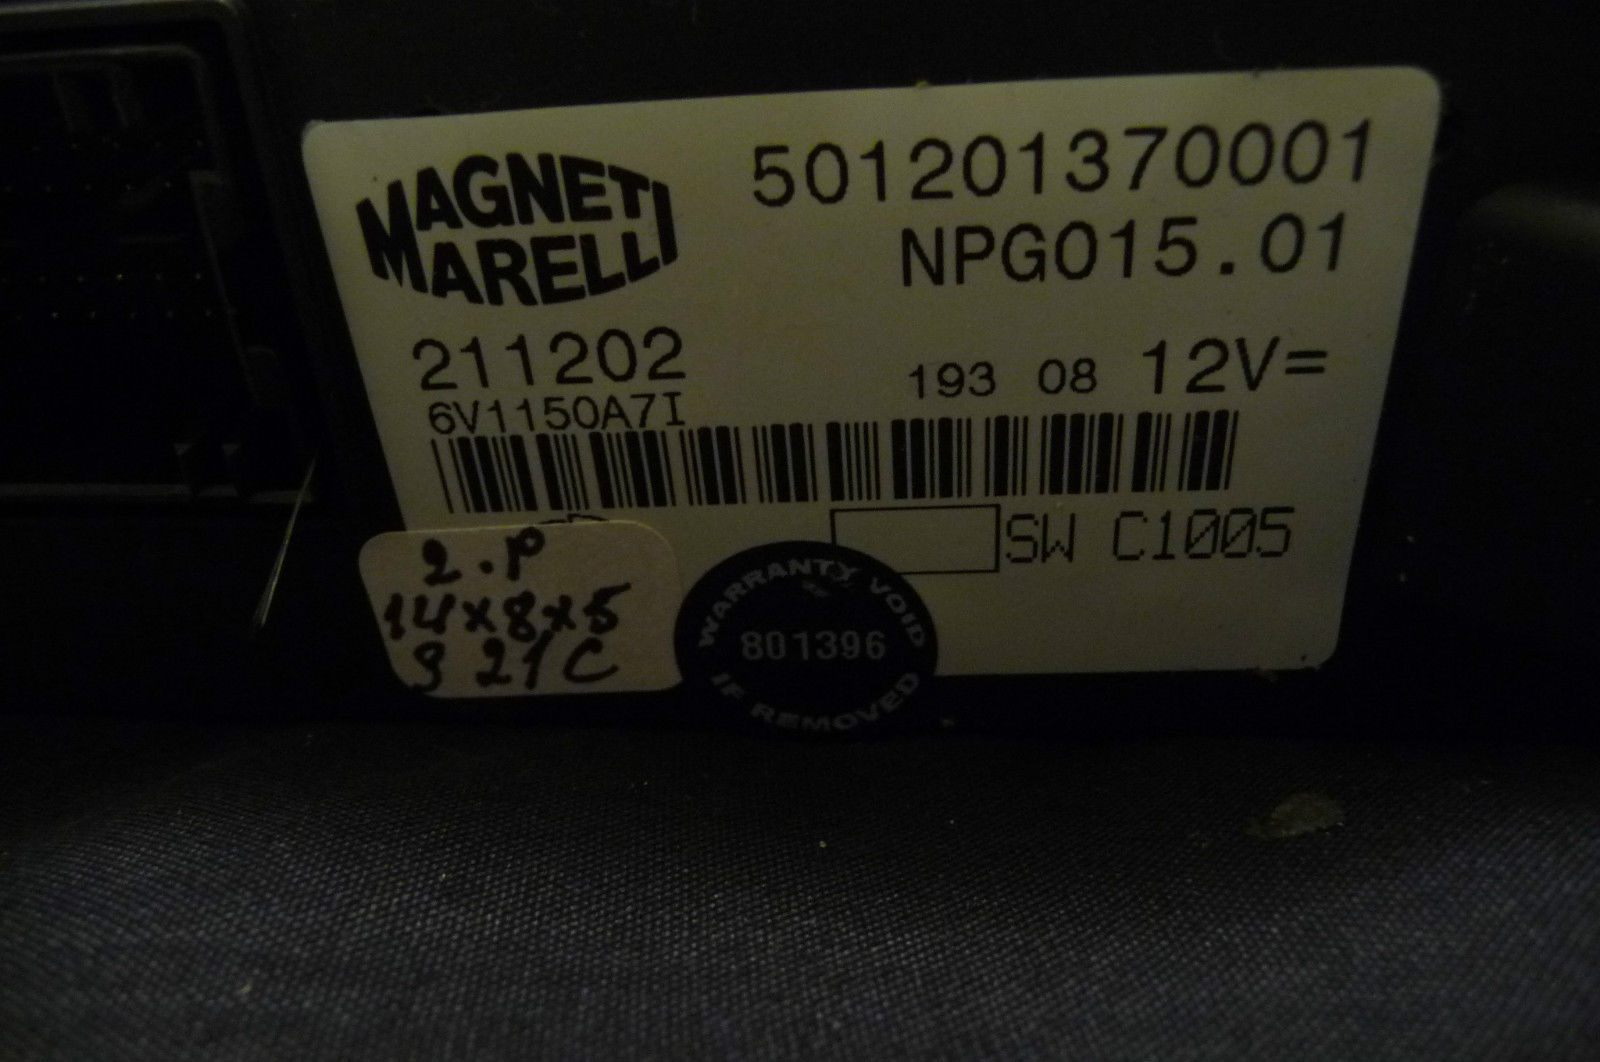 MAGNETI
MARELLI
501201370001
NPG015.01
211202
193 08 12V=
6V1150A7I
SW C1005
2.P
14x8x5
9 21C
WARRANTY VOID
801396
IF REMOVED